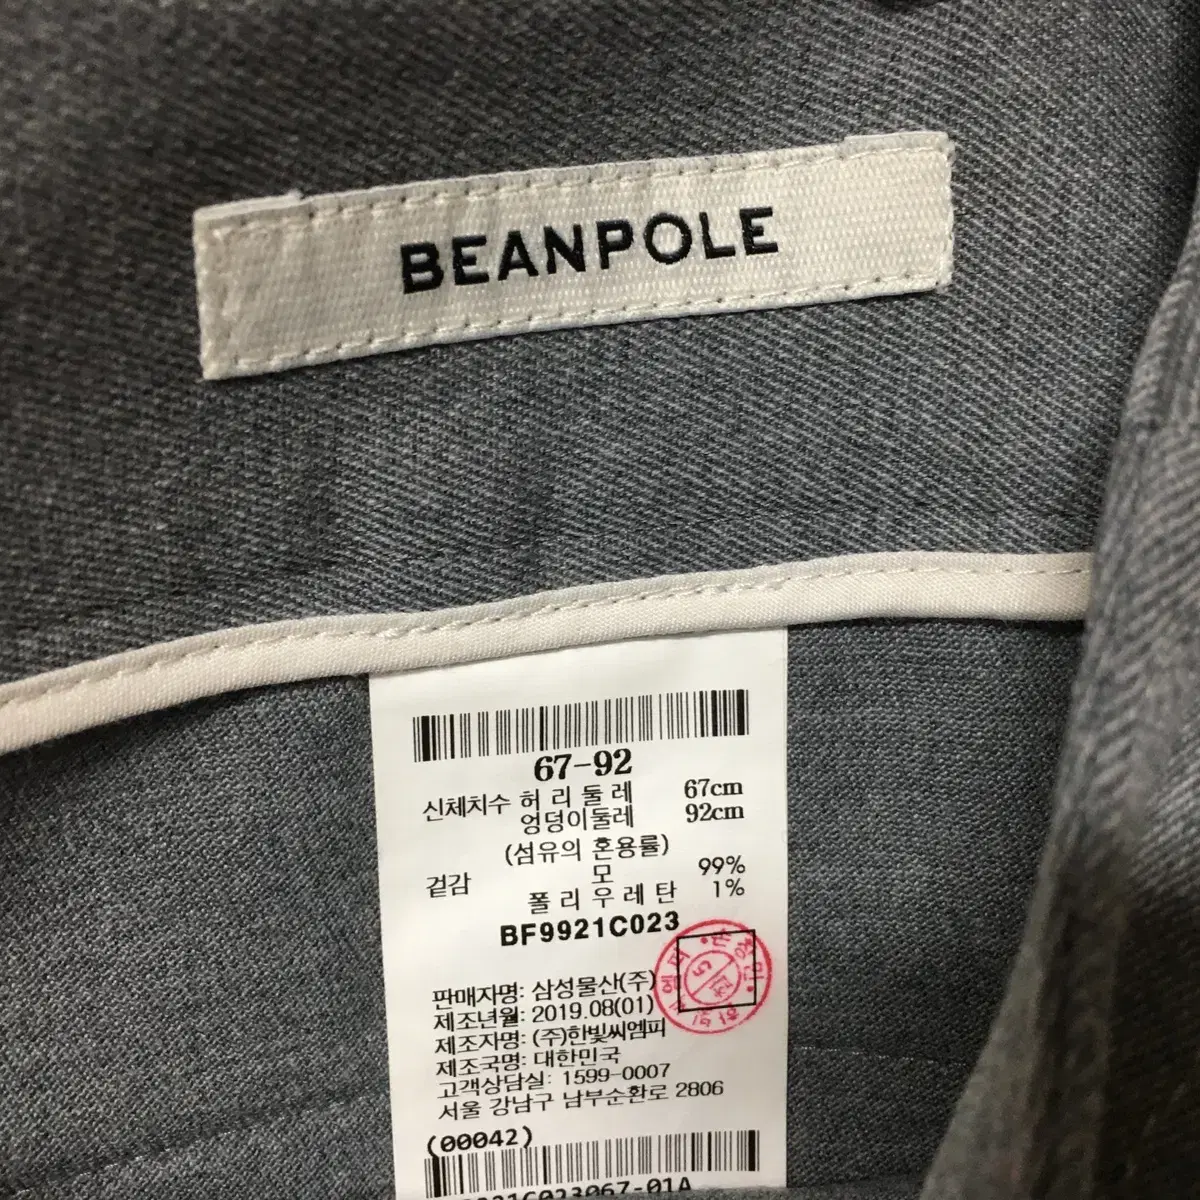 BEANPOLE
67-92
신체치수 허 리 둘 레 67cm
엉덩이둘레 92cm
(섬유의 혼용률)
겉감 모 99%
폴 리 우 레 탄 1%
BF9921C023
판매자명: 삼성물산(주)
제조년월: 2019.08(01)
제조자명: (주)한빛씨엠피
제조국명: 대한민국
고객상담실: 1599-0007
서울 강남구 남부순환로 2806
(00042)